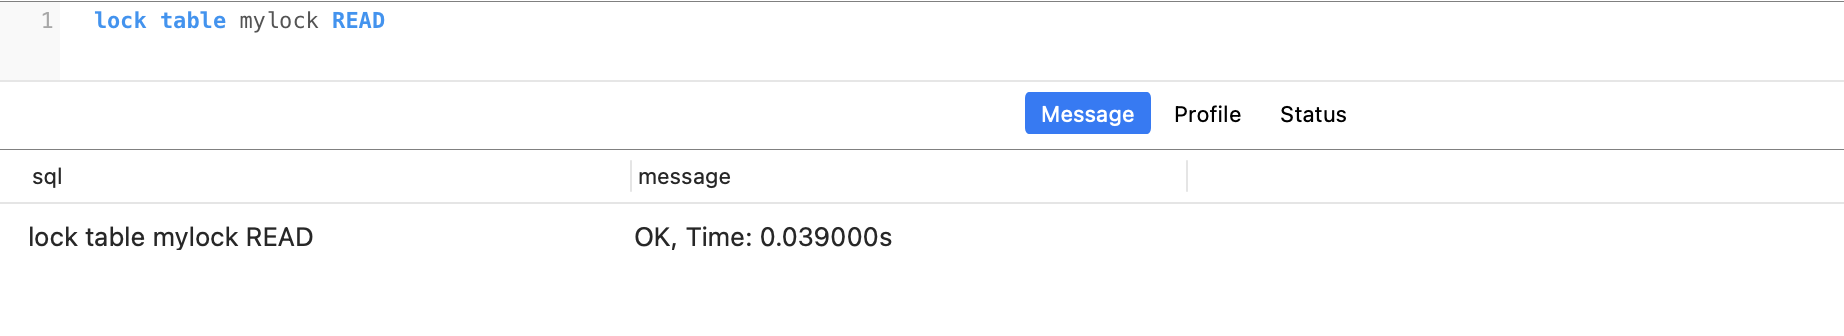 1 lock table mylock READ
Message Profile Status
sql message
lock table mylock READ OK, Time: 0.039000s